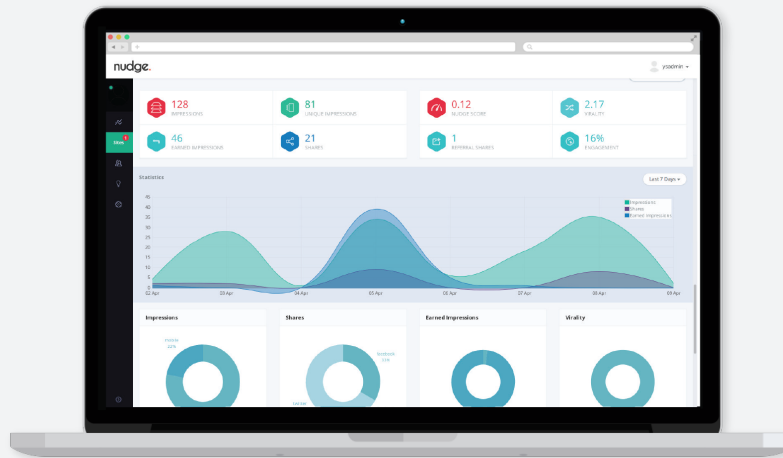 nudge.
ysadmin
128
IMPRESSIONS
81
UNIQUE IMPRESSIONS
0.12
NUDGE SCORE
2.17
VIRALITY
46
EARNED IMPRESSIONS
21
SHARES
1
REFERRAL SHARES
16%
ENGAGEMENT
Sites
Statistics
Last 7 Days
Impressions
Shares
Earned Impressions
45
40
35
30
25
20
15
10
5
0
02 Apr
03 Apr
04 Apr
05 Apr
06 Apr
07 Apr
08 Apr
09 Apr
Impressions
Shares
Earned Impressions
Virality